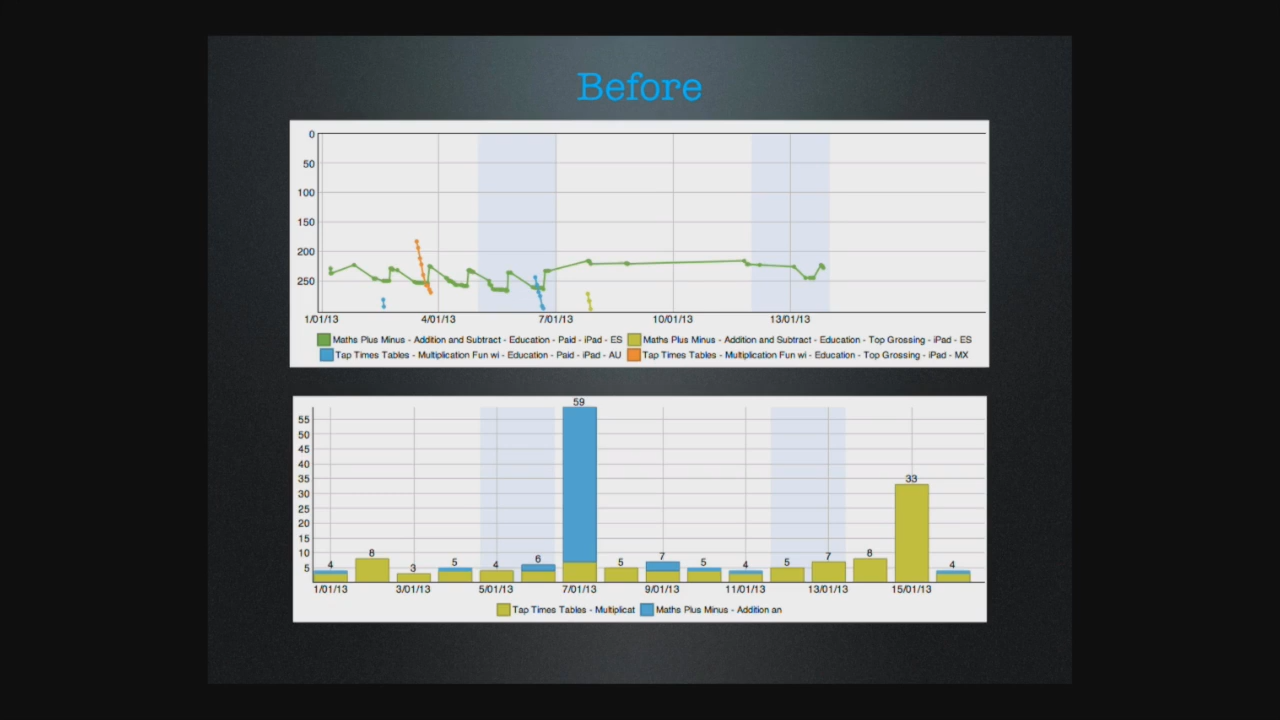 Before
0
50
100
150
200
250
1/01/13 4/01/13 7/01/13 10/01/13 13/01/13
Maths Plus Minus - Addition and Subtract - Education - Paid - iPad - ES Maths Plus Minus - Addition and Subtract - Education - Top Grossing - iPad - ES
Tap Times Tables - Multiplication Fun wi - Education - Paid - iPad - AU Tap Times Tables - Multiplication Fun wi - Education - Top Grossing - iPad - MX
59
55
50
45
40
35 33
30
25
20
15
10
5 4 8 3 5 4 6 5 7 5 4 5 7 8 4
1/01/13 3/01/13 5/01/13 7/01/13 9/01/13 11/01/13 13/01/13 15/01/13
Tap Times Tables - Multiplicat Maths Plus Minus - Addition an